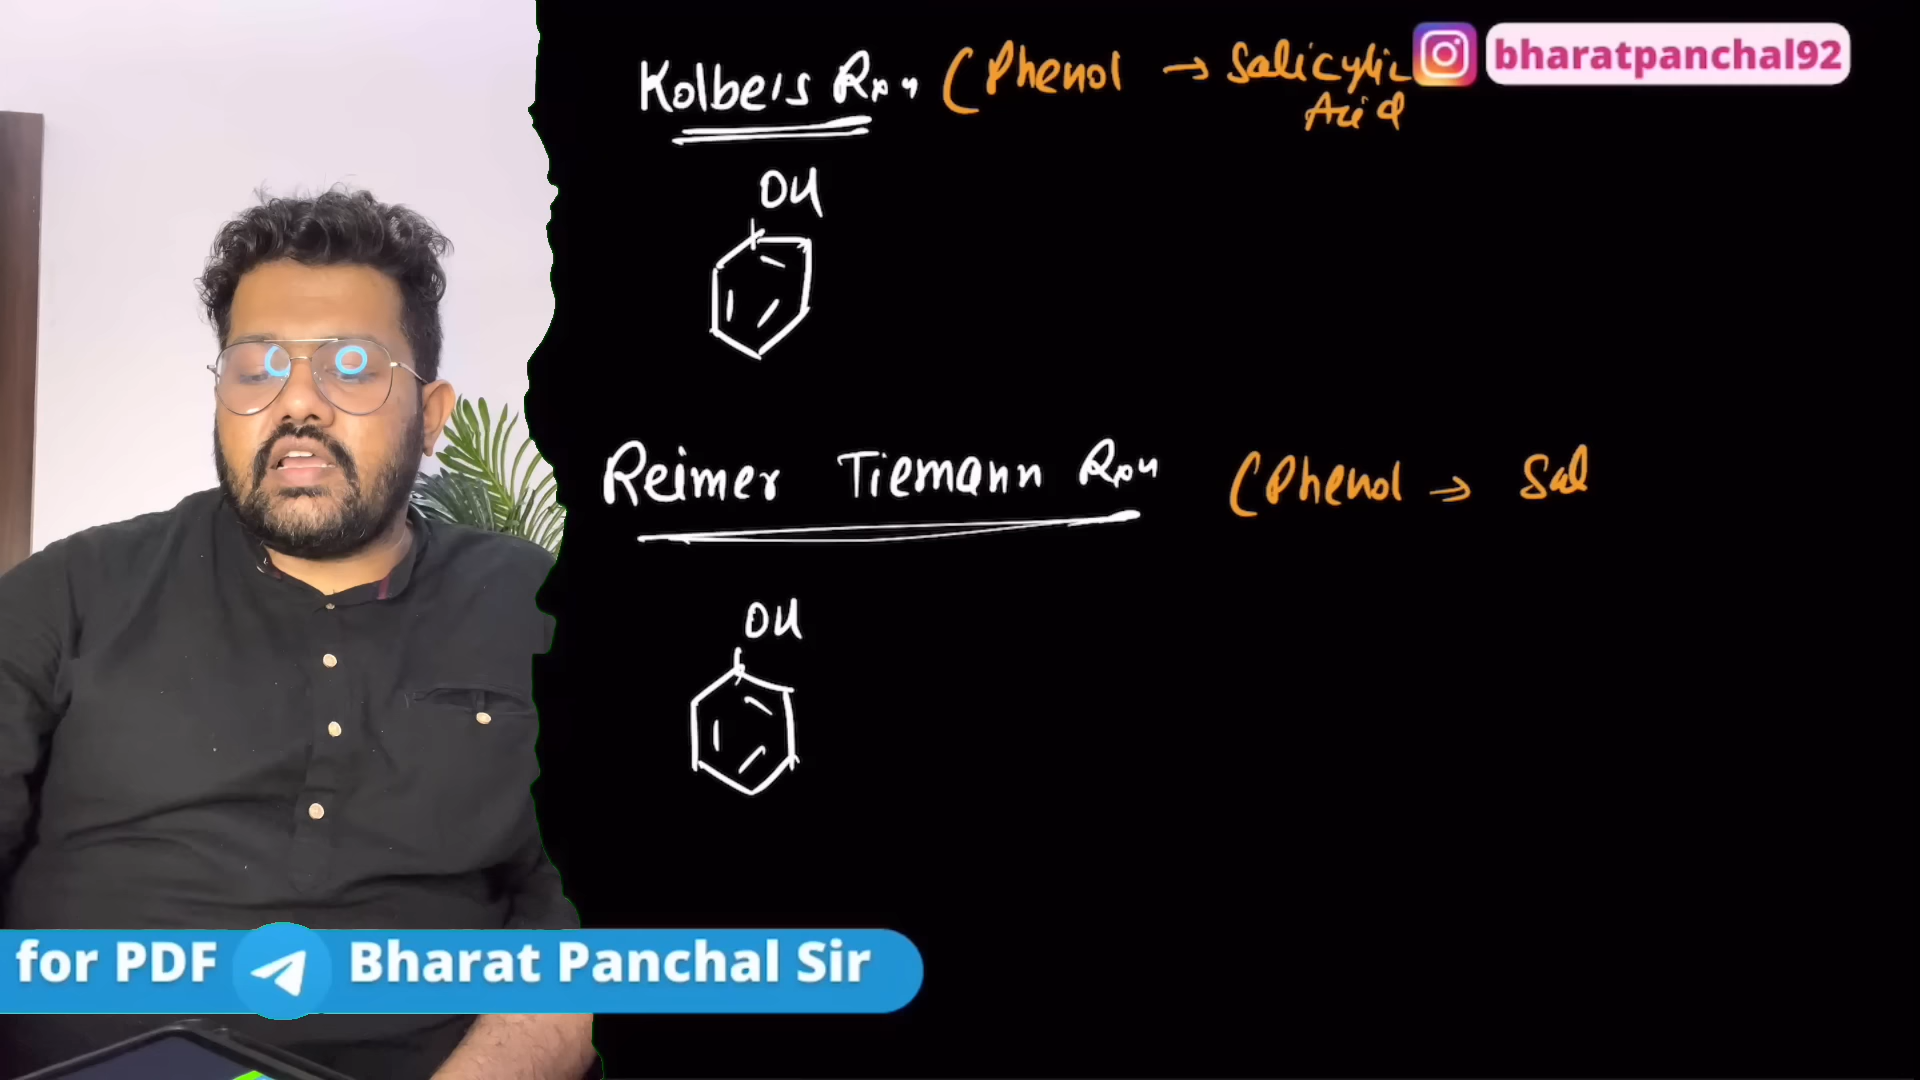 Kolbe's Rxn (Phenol → Salicylic
Acid
bharatpanchal92
OH
Reimer Tiemann Rxn (Phenol → Sal
OH
for PDF Bharat Panchal Sir